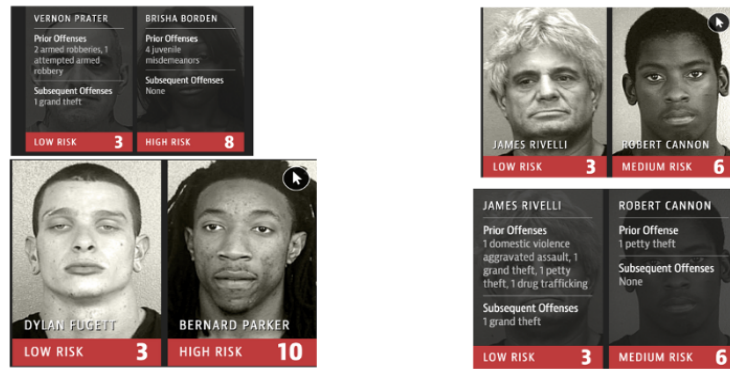 VERNON PRATER
Prior Offenses
2 armed robberies, 1
attempted armed
robbery
Subsequent Offenses
1 grand theft
LOW RISK 3
BRISHA BORDEN
Prior Offenses
4 juvenile
misdemeanors
Subsequent Offenses
None
HIGH RISK 8
DYLAN FUGETT
LOW RISK 3
BERNARD PARKER
HIGH RISK 10
JAMES RIVELLI
LOW RISK 3
ROBERT CANNON
MEDIUM RISK 6
JAMES RIVELLI
Prior Offenses
1 domestic violence
aggravated assault, 1
grand theft, 1 petty
theft, 1 drug trafficking
Subsequent Offenses
1 grand theft
LOW RISK 3
ROBERT CANNON
Prior Offense
1 petty theft
Subsequent Offenses
None
MEDIUM RISK 6